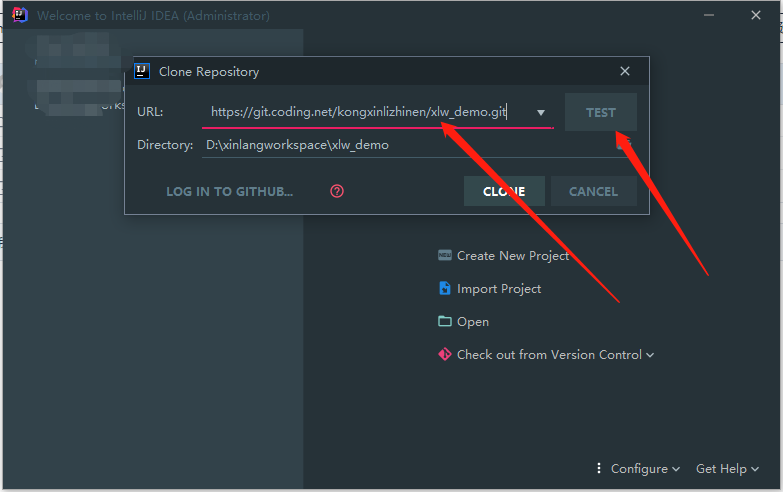 Welcome to IntelliJ IDEA (Administrator)
Clone Repository
URL: https://git.coding.net/kongxinlizhinen/xlw_demo.git TEST
Directory: D:\xinlangworkspace\xlw_demo
LOG IN TO GITHUB... ? CLONE CANCEL
Create New Project
Import Project
Open
Check out from Version Control
Configure Get Help